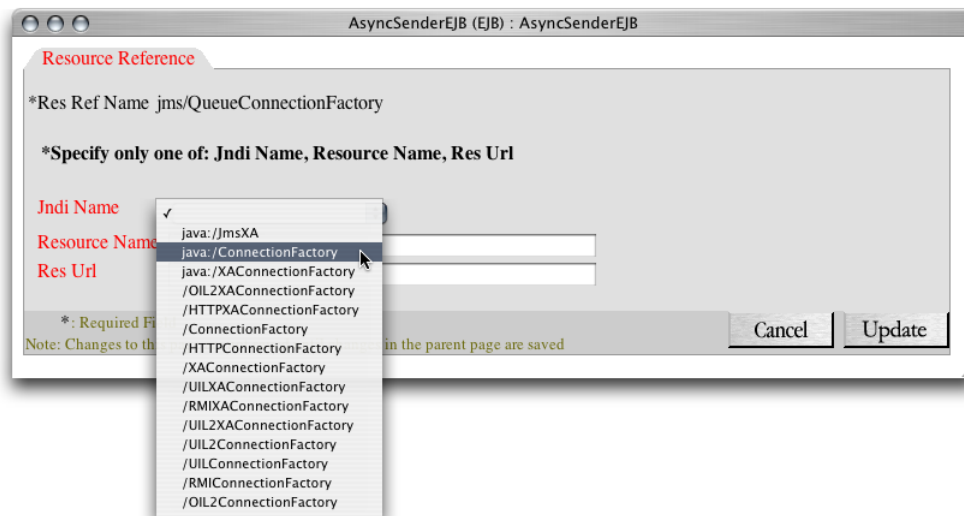 AsyncSenderEJB (EJB) : AsyncSenderEJB
Resource Reference
*Res Ref Name jms/QueueConnectionFactory
*Specify only one of: Jndi Name, Resource Name, Res Url
Jndi Name
✓
java:/JmsXA
Resource Name
java:/ConnectionFactory
Res Url
java:/XAConnectionFactory
/OIL2XAConnectionFactory
/HTTPXAConnectionFactory
*: Required
/ConnectionFactory
Cancel
Update
Note: Changes to
/HTTPConnectionFactory
in the parent page are saved
/XAConnectionFactory
/UILXAConnectionFactory
/RMIXAConnectionFactory
/UIL2XAConnectionFactory
/UIL2ConnectionFactory
/UILConnectionFactory
/RMIConnectionFactory
/OIL2ConnectionFactory